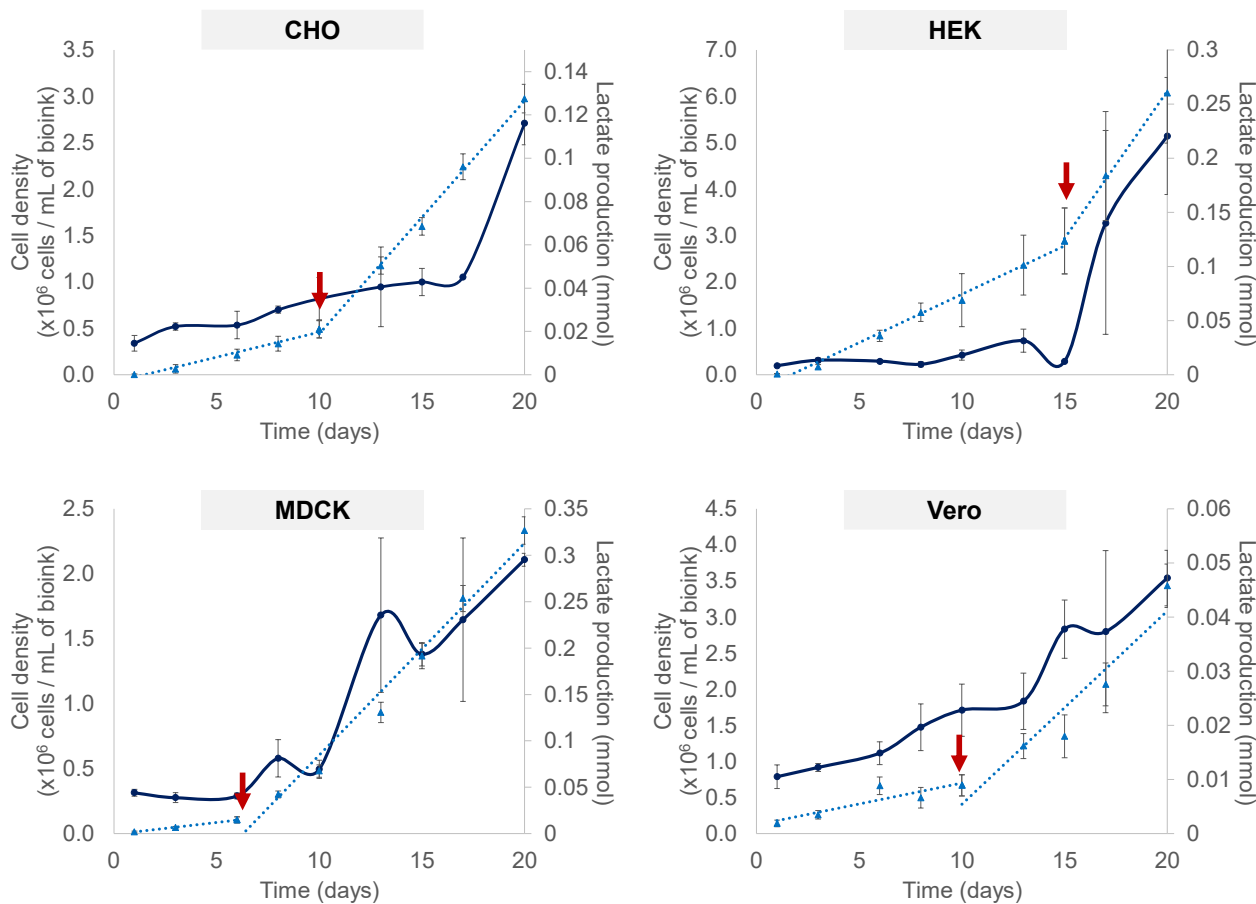 CHO
3.5
3.0
2.5
2.0
1.5
1.0
0.5
0.0
Cell density
(x10⁶ cells / mL of bioink)
0.14
0.12
0.1
0.08
0.06
0.04
0.02
0
Lactate production (mmol)
0 5 10 15 20
Time (days)
HEK
7.0
6.0
5.0
4.0
3.0
2.0
1.0
0.0
Cell density
(x10⁶ cells / mL of bioink)
0.3
0.25
0.2
0.15
0.1
0.05
0
Lactate production (mmol)
0 5 10 15 20
Time (days)
MDCK
2.5
2.0
1.5
1.0
0.5
0.0
Cell density
(x10⁶ cells / mL of bioink)
0.35
0.3
0.25
0.2
0.15
0.1
0.05
0
Lactate production (mmol)
0 5 10 15 20
Time (days)
Vero
4.5
4.0
3.5
3.0
2.5
2.0
1.5
1.0
0.5
0.0
Cell density
(x10⁶ cells / mL of bioink)
0.06
0.05
0.04
0.03
0.02
0.01
0
Lactate production (mmol)
0 5 10 15 20
Time (days)